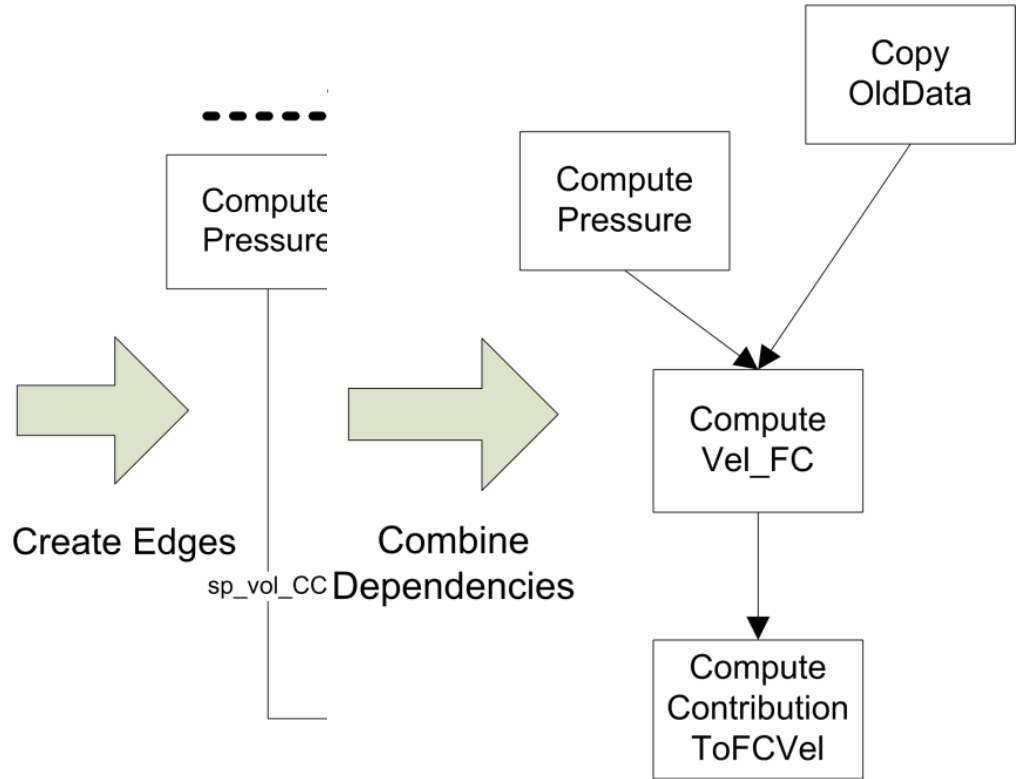 Copy
OldData
Compute
Pressure
Compute
Pressure
Compute
Vel_FC
Create Edges
Combine
Dependencies
sp_vol_CC
Compute
Contribution
ToFCVel